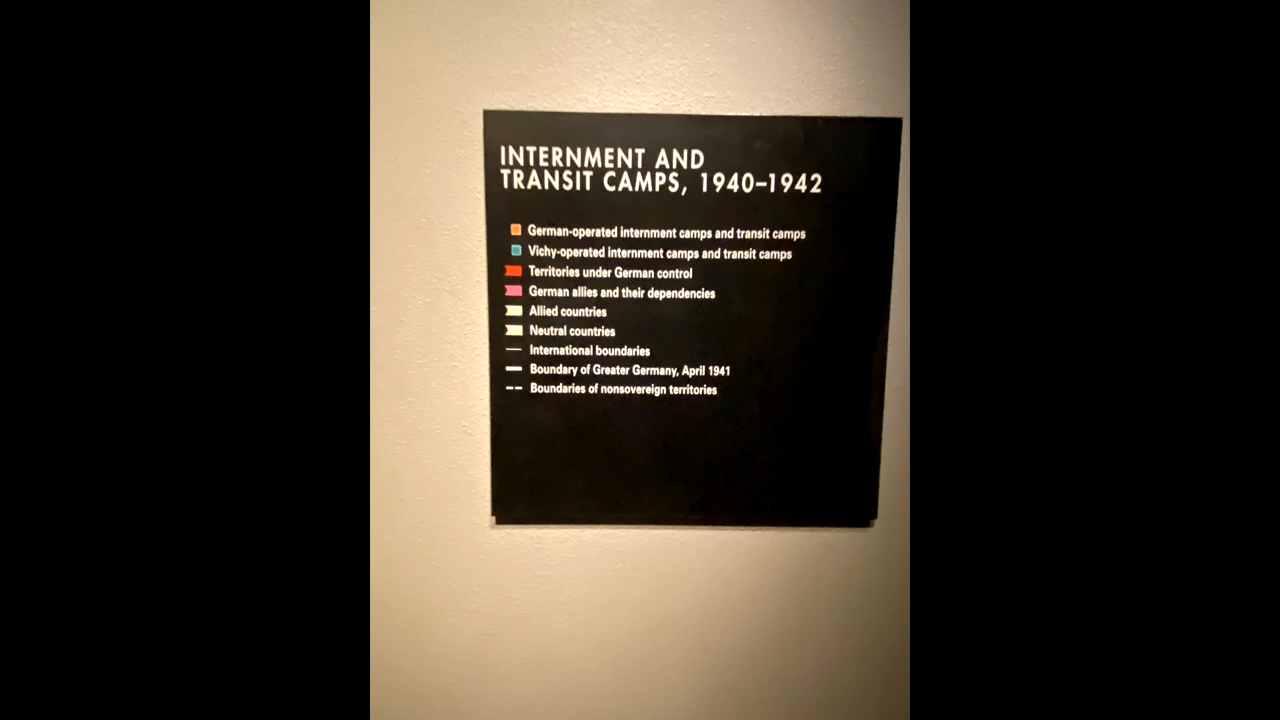 INTERNMENT AND
TRANSIT CAMPS, 1940–1942
German-operated internment camps and transit camps
Vichy-operated internment camps and transit camps
Territories under German control
German allies and their dependencies
Allied countries
Neutral countries
International boundaries
Boundary of Greater Germany, April 1941
Boundaries of nonsovereign territories